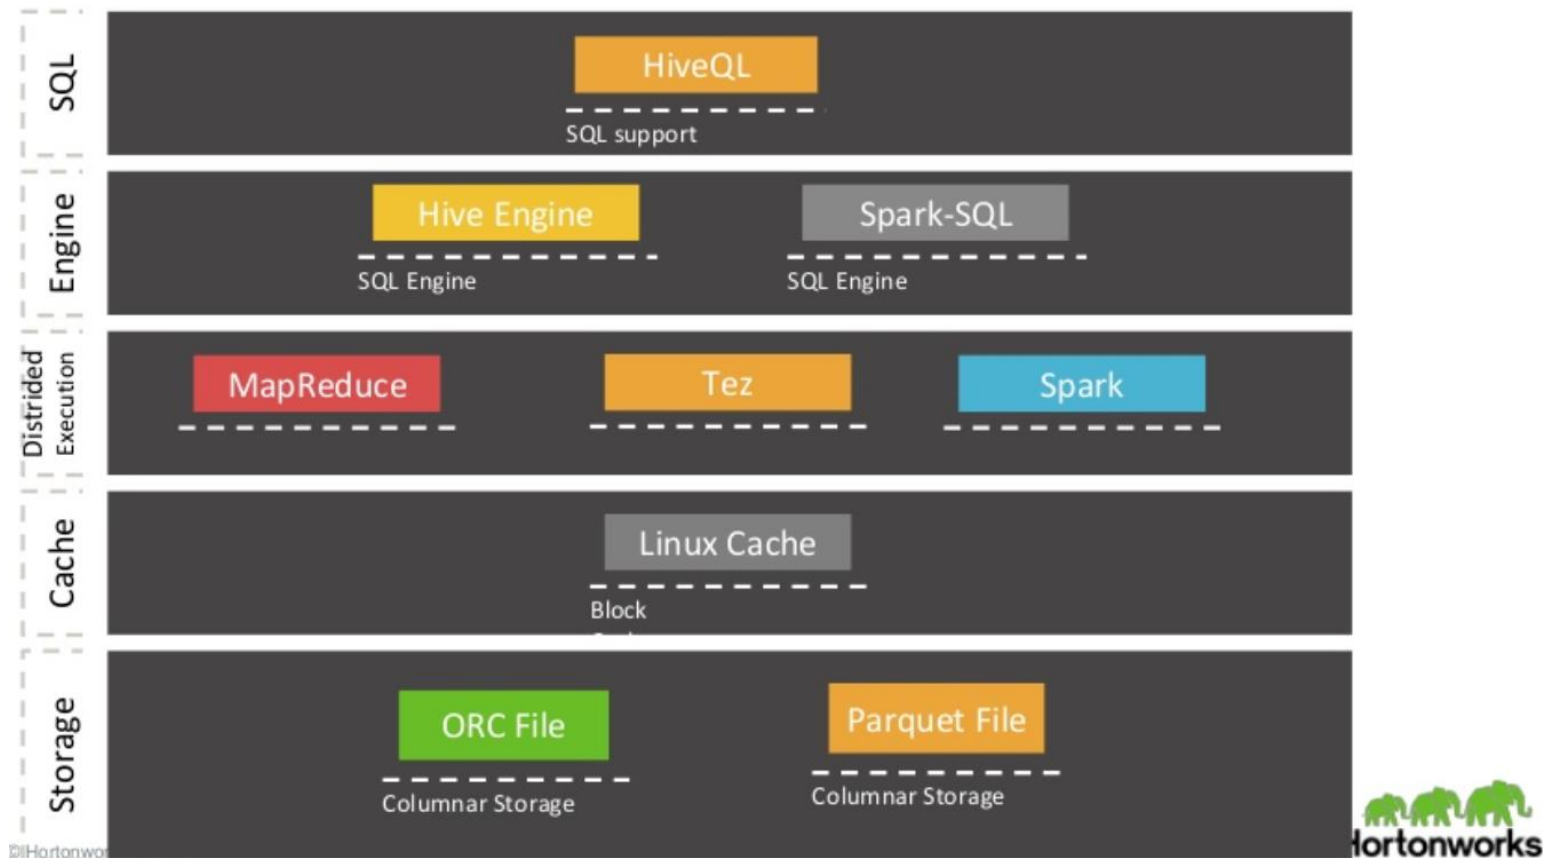 SQL
HiveQL
SQL support
Engine
Hive Engine
Spark-SQL
SQL Engine
SQL Engine
Distrided
Execution
MapReduce
Tez
Spark
Cache
Linux Cache
Block
Storage
ORC File
Parquet File
Columnar Storage
Columnar Storage
Hortonworks